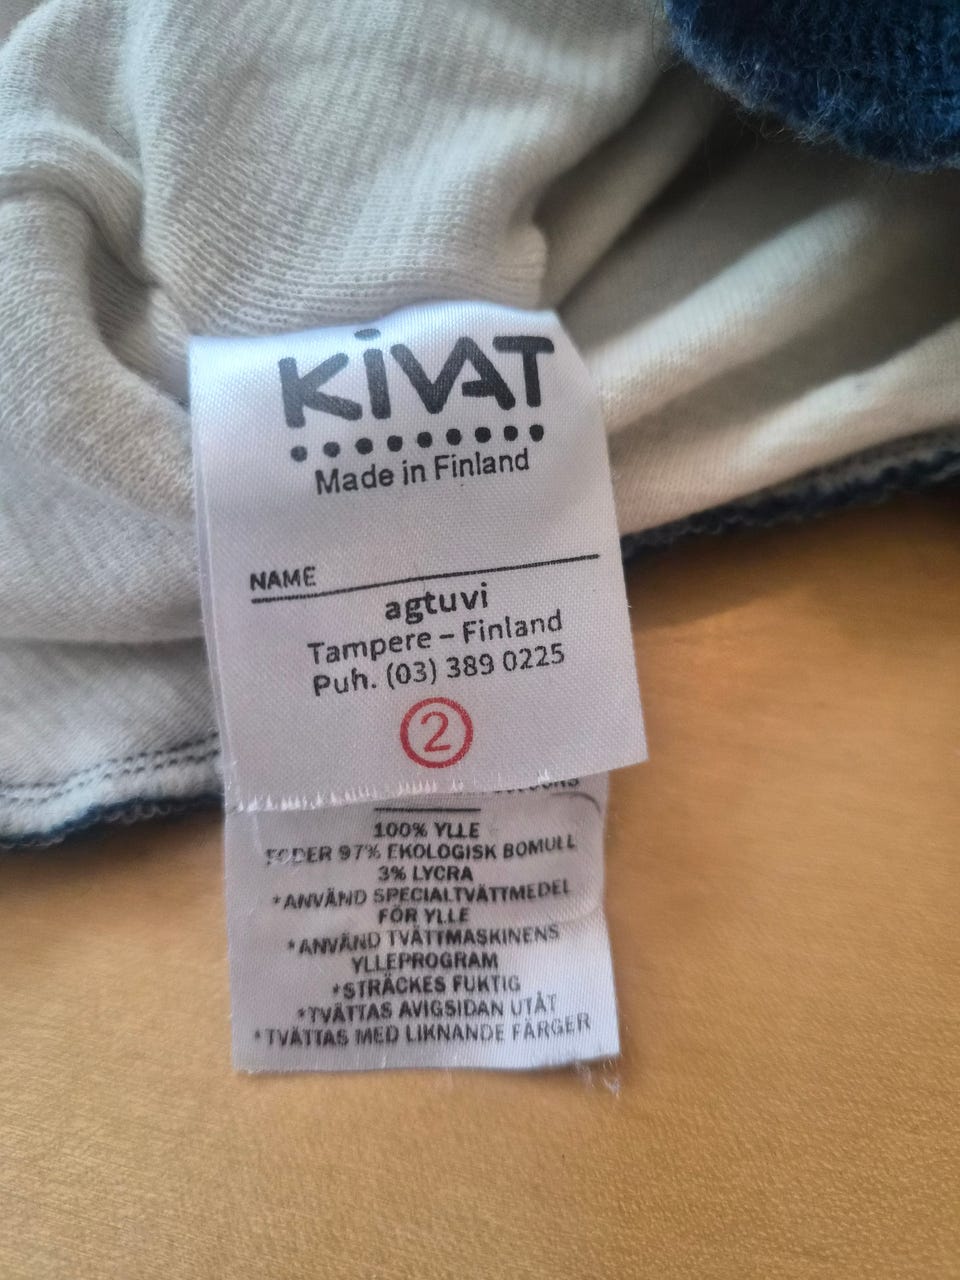 KiVAT
Made in Finland
NAME
agtuvi
Tampere – Finland
Puh. (03) 389 0225
2
100% YLLE
FODER 97% EKOLOGISK BOMULL
3% LYCRA
*ANVÄND SPECIALTVÄTTMEDEL
FÖR YLLE
*ANVÄND TVÄTTMASKINENS
YLLEPROGRAM
*STRÄCKES FUKTIG
*TVÄTTAS AVIGSIDAN UTÅT
*TVÄTTAS MED LIKNANDE FÄRGER